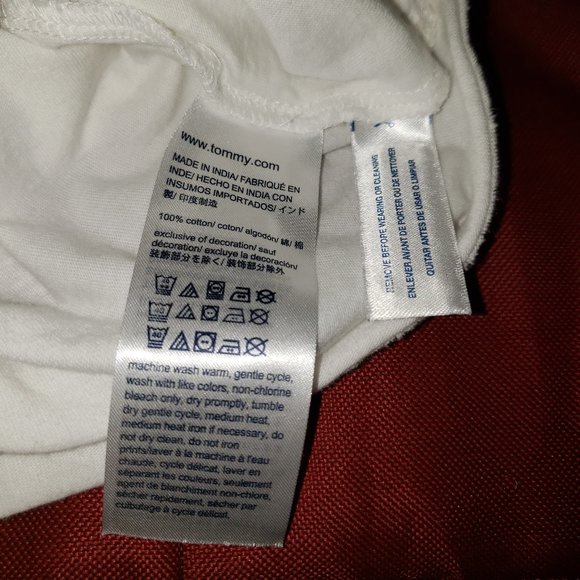 www.tommy.com
MADE IN INDIA/ FABRIQUÉ EN
INDE/ HECHO EN INDIA CON
INSUMOS IMPORTADOS/ インド
製/ 印度制造
100% cotton/ coton/ algodón/ 綿/ 棉
exclusive of decoration/ sauf
décoration/ excluye la decoración/
装飾部分を除く/ 装饰部分除外
40
40
40
machine wash warm, gentle cycle,
wash with like colors, non-chlorine
bleach only, dry promptly, tumble
dry gentle cycle, medium heat,
medium heat iron if necessary, do
not dry clean, do not iron
prints/laver à la machine à l'eau
chaude, cycle délicat, laver en
séparant les couleurs, seulement
agent de blanchiment non-chlore,
sécher rapidement, sécher par
culbutage à cycle délicat.
REMOVE BEFORE WEARING OR CLEANING
ENLEVER AVANT DE PORTER OU DE NETTOYER
QUITAR ANTES DE USAR O LIMPIAR